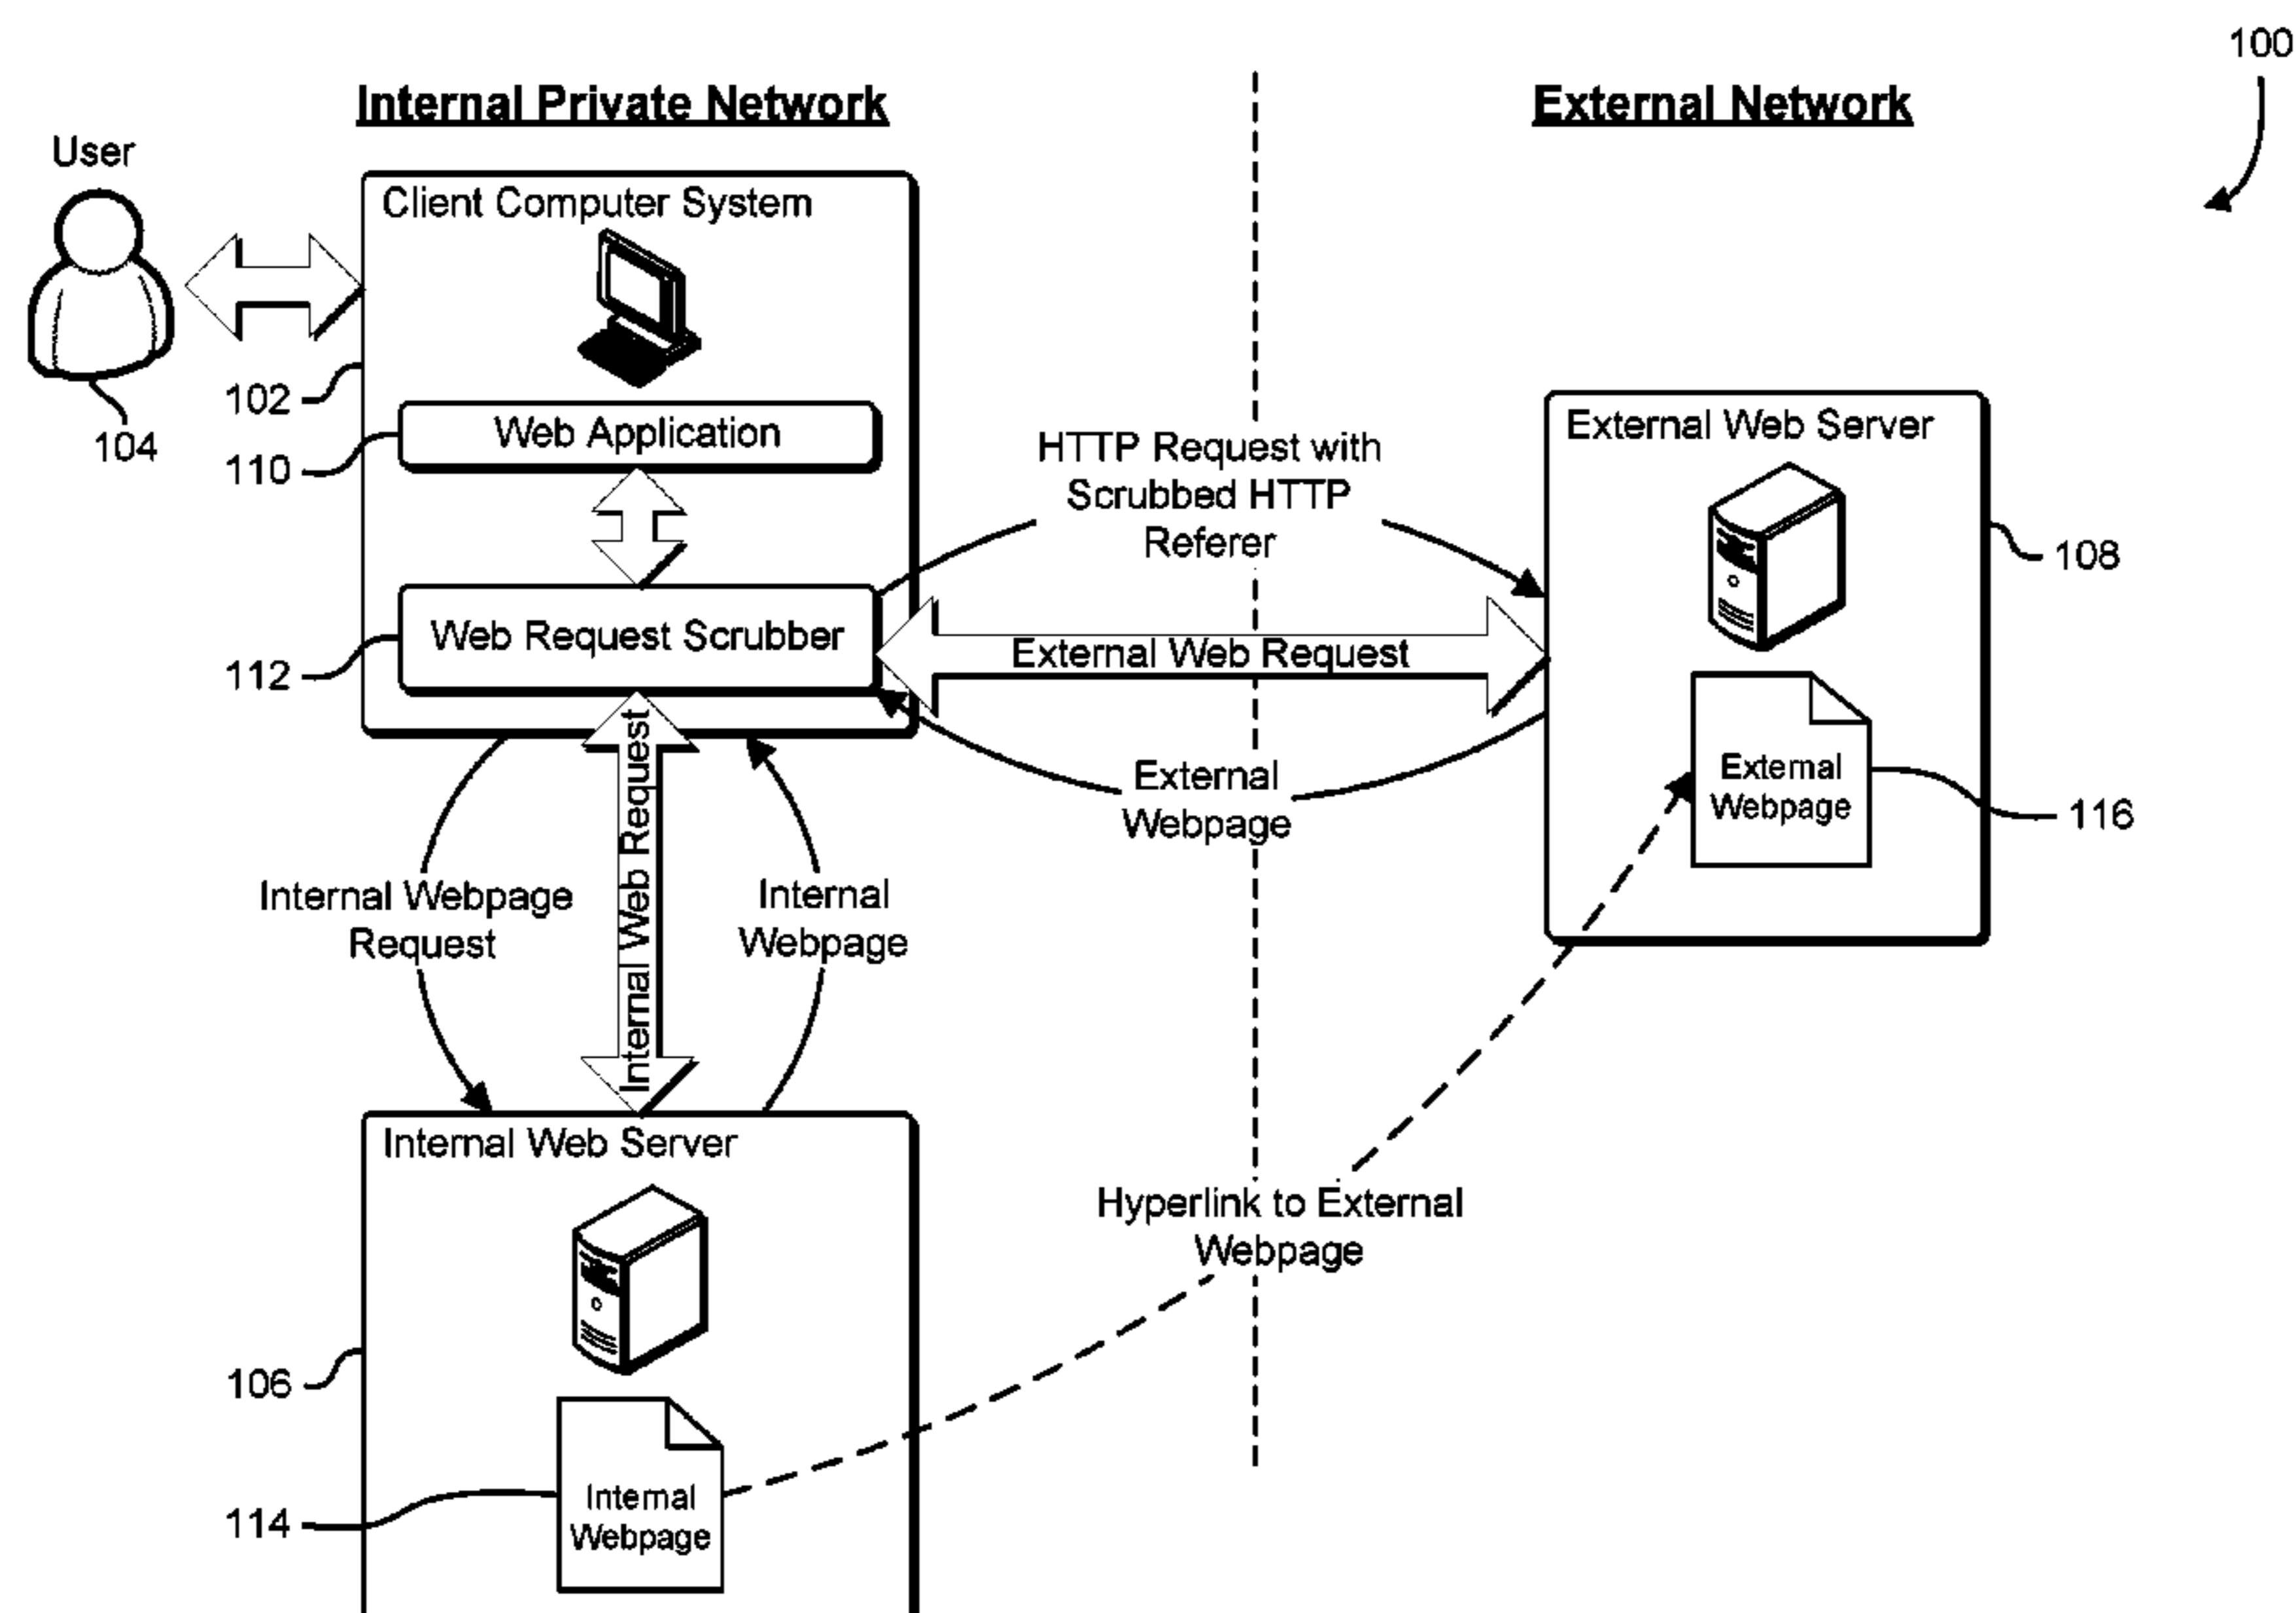 100
Internal Private Network
External Network
User
Client Computer System
102
104
Web Application
110
External Web Server
HTTP Request with
Scrubbed HTTP
Referer
108
Web Request Scrubber
112
External Web Request
External
Webpage
External
Webpage
116
Internal Web Request
Internal Webpage
Request
Internal
Webpage
Internal Web Server
Hyperlink to External
Webpage
106
114
Internal
Webpage